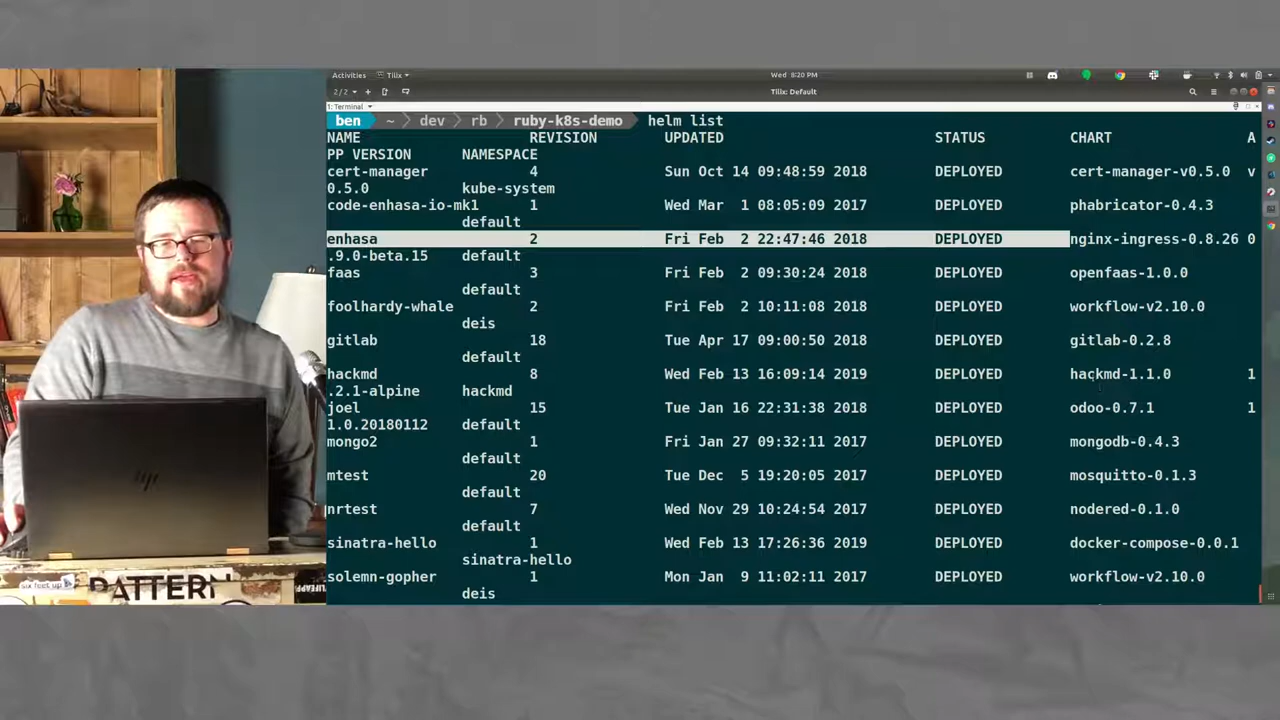 Activities Tilix
Wed 8:20 PM
2/2
Tilix: Default
1: Terminal
ben ~ dev rb ruby-k8s-demo helm list
NAME REVISION UPDATED STATUS CHART A
PP VERSION NAMESPACE
cert-manager 4 Sun Oct 14 09:48:59 2018 DEPLOYED cert-manager-v0.5.0 v
0.5.0 kube-system
code-enhasa-io-mk1 1 Wed Mar 1 08:05:09 2017 DEPLOYED phabricator-0.4.3
default
enhasa 2 Fri Feb 2 22:47:46 2018 DEPLOYED nginx-ingress-0.8.26 0
.9.0-beta.15 default
faas 3 Fri Feb 2 09:30:24 2018 DEPLOYED openfaas-1.0.0
default
foolhardy-whale 2 Fri Feb 2 10:11:08 2018 DEPLOYED workflow-v2.10.0
deis
gitlab 18 Tue Apr 17 09:00:50 2018 DEPLOYED gitlab-0.2.8
default
hackmd 8 Wed Feb 13 16:09:14 2019 DEPLOYED hackmd-1.1.0 1
.2.1-alpine hackmd
joel 15 Tue Jan 16 22:31:38 2018 DEPLOYED odoo-0.7.1 1
1.0.20180112 default
mongo2 1 Fri Jan 27 09:32:11 2017 DEPLOYED mongodb-0.4.3
default
mtest 20 Tue Dec 5 19:20:05 2017 DEPLOYED mosquitto-0.1.3
default
nrtest 7 Wed Nov 29 10:24:54 2017 DEPLOYED nodered-0.1.0
default
sinatra-hello 1 Wed Feb 13 17:26:36 2019 DEPLOYED docker-compose-0.0.1
sinatra-hello
solemn-gopher 1 Mon Jan 9 11:02:11 2017 DEPLOYED workflow-v2.10.0
deis
hp
six feet up
PATTERN